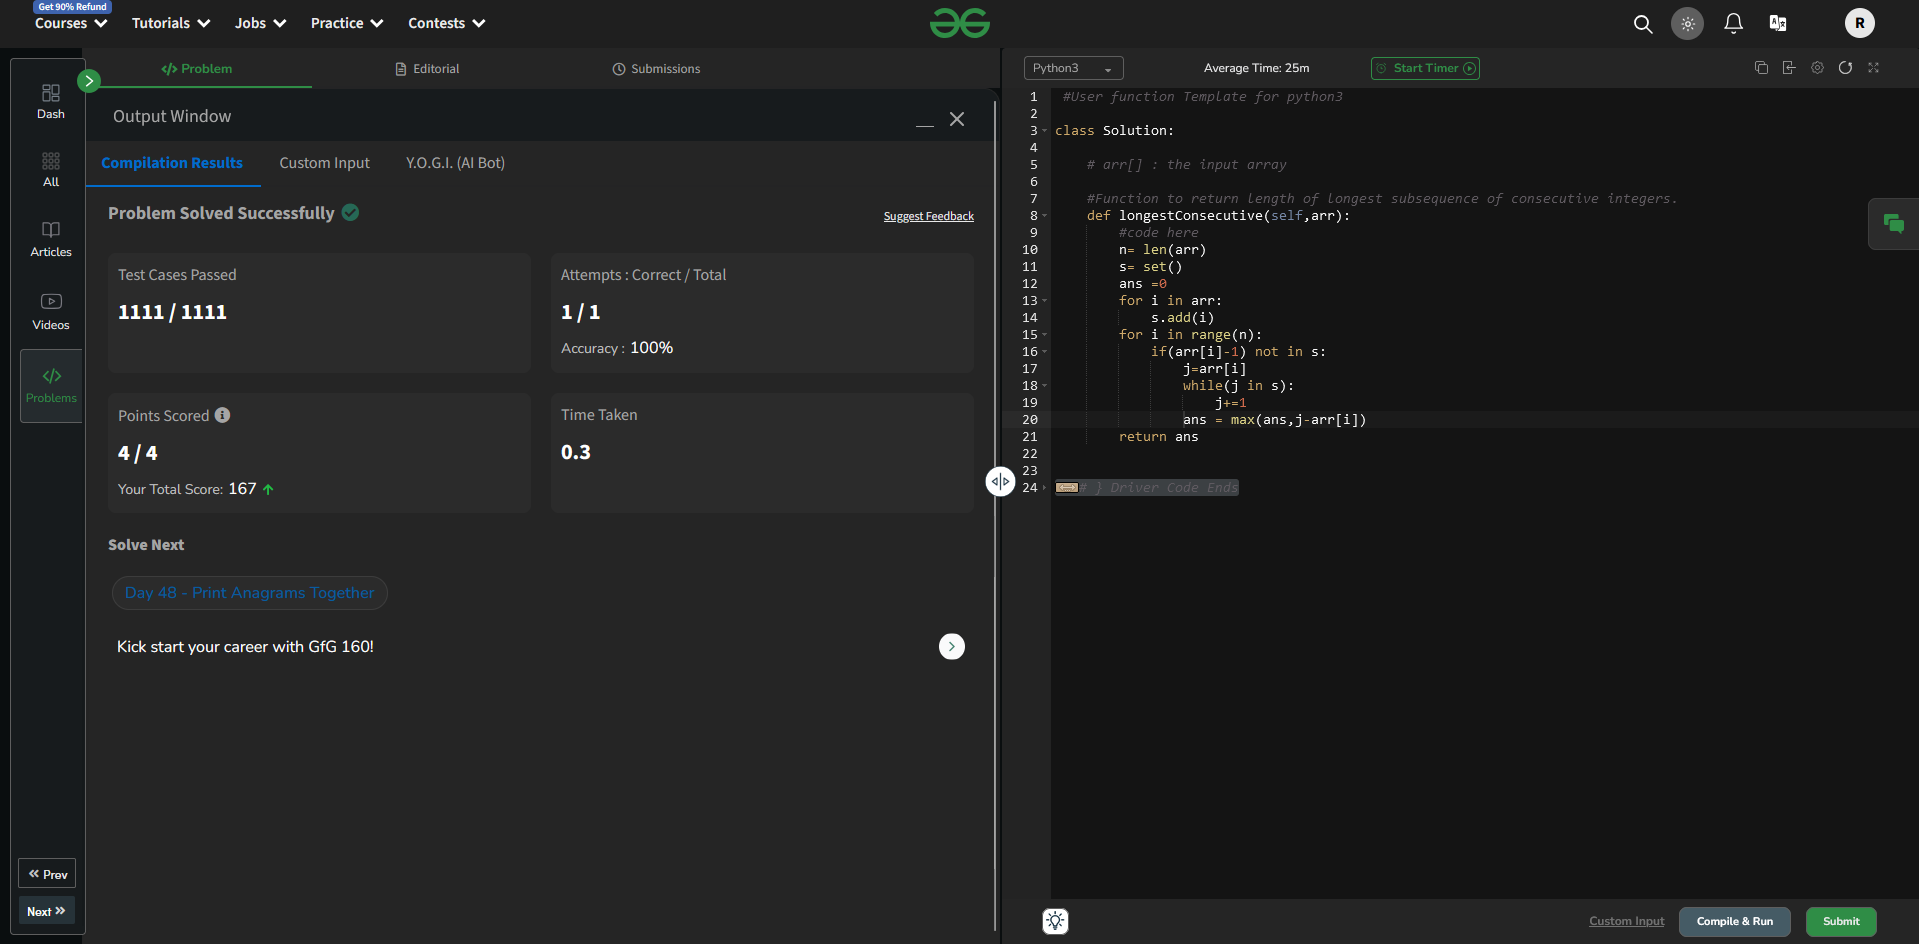 Get 90% Refund
Courses Tutorials Jobs Practice Contests
R
Dash
All
Articles
Videos
Problems
Prev
Next
Problem Editorial Submissions
Output Window
Compilation Results Custom Input Y.O.G.I. (AI Bot)
Problem Solved Successfully
Suggest Feedback
Test Cases Passed
1111 / 1111
Attempts : Correct / Total
1 / 1
Accuracy : 100%
Points Scored
4 / 4
Your Total Score: 167
Time Taken
0.3
Solve Next
Day 48 - Print Anagrams Together
Kick start your career with GfG 160!
Python3 Average Time: 25m Start Timer
1 #User function Template for python3
2
3 class Solution:
4
5 # arr[] : the input array
6
7 #Function to return length of longest subsequence of consecutive integers.
8 def longestConsecutive(self,arr):
9 #code here
10 n= len(arr)
11 s= set()
12 ans =0
13 for i in arr:
14 s.add(i)
15 for i in range(n):
16 if(arr[i]-1) not in s:
17 j=arr[i]
18 while(j in s):
19 j+=1
20 ans = max(ans,j-arr[i])
21 return ans
22
23
24 # } Driver Code Ends
Custom Input Compile & Run Submit